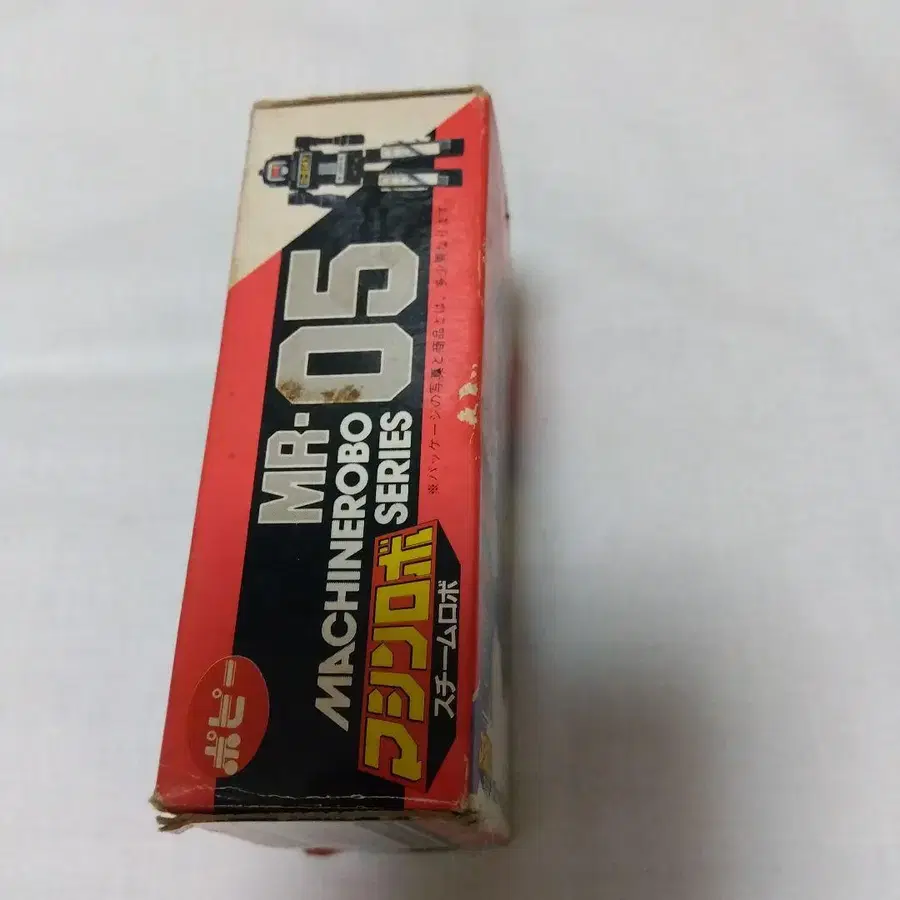 MR-05
MACHINEROBO
SERIES
マシンロボ
スチームロボ
※パッケージの写真と商品とは、多少異なります。
ポピー